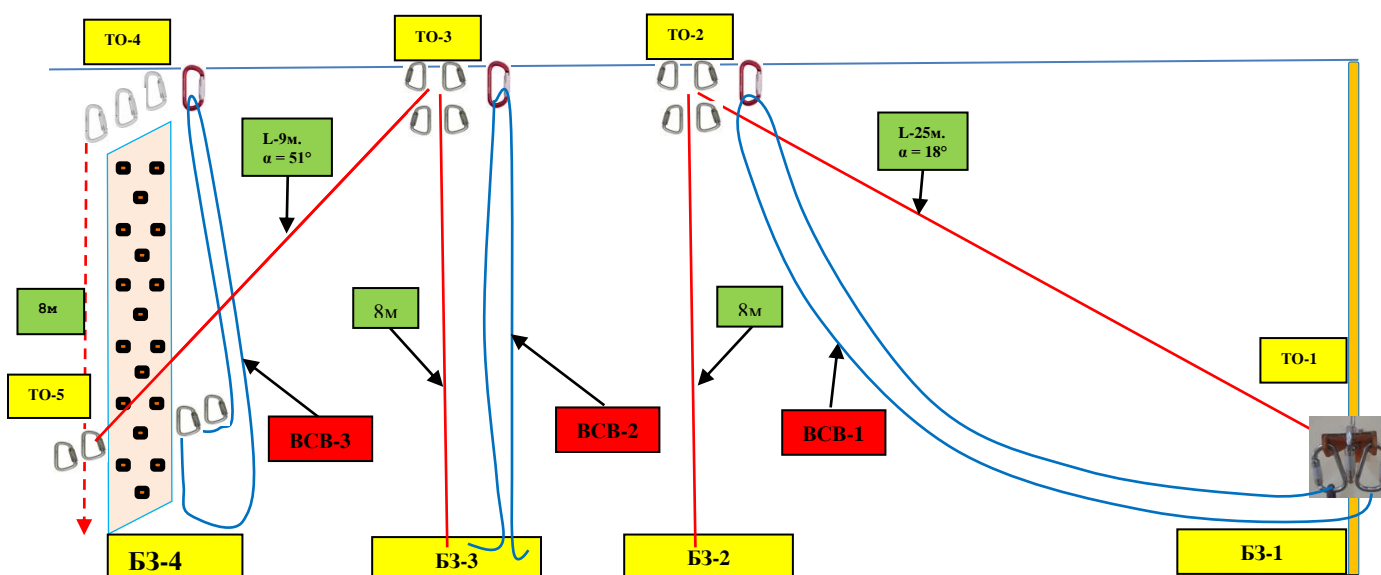 ТО-4
ТО-3
ТО-2
L-9м.
α = 51°
L-25м.
α = 18°
8м
8м
8м
ТО-1
ТО-5
ВСВ-3
ВСВ-2
ВСВ-1
БЗ-4
БЗ-3
БЗ-2
БЗ-1